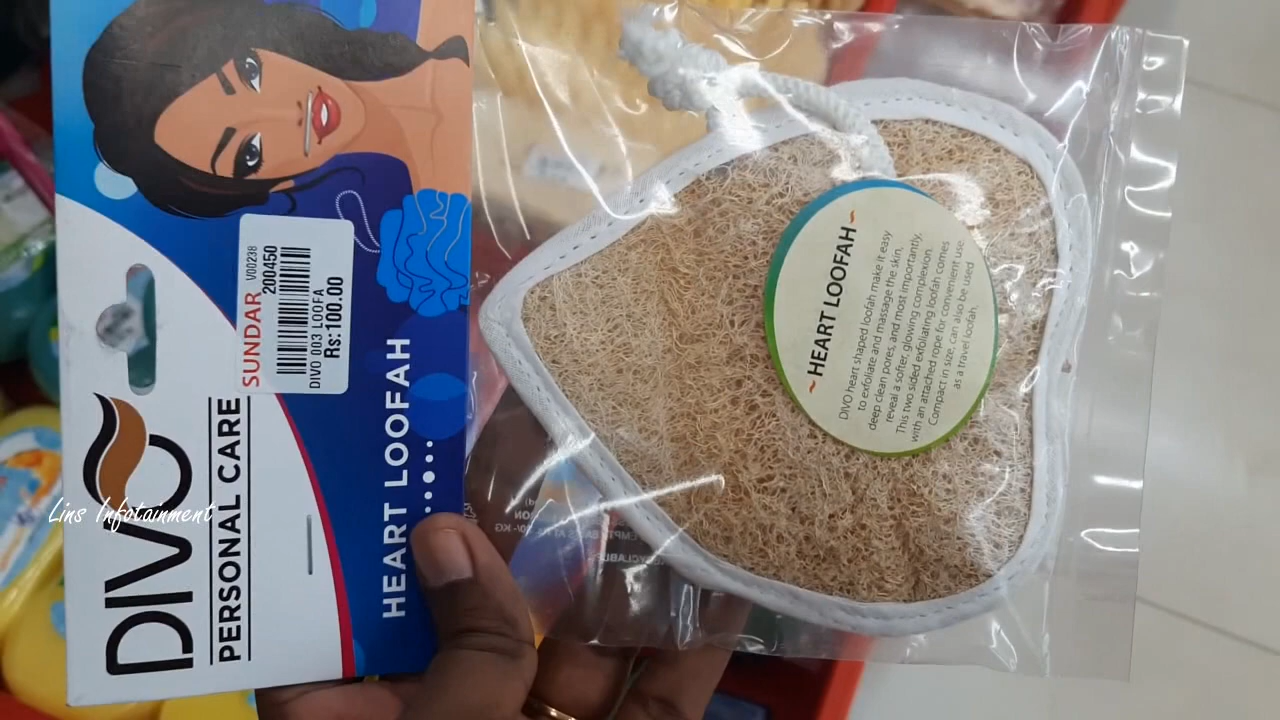 DIVO
PERSONAL CARE
HEART LOOFAH
SUNDAR
V00238
200450
DIVO 003 LOOFA
Rs:100.00
~ HEART LOOFAH ~
DIVO heart shaped loofah make it easy
to exfoliate and massage the skin,
deep clean pores, and most importantly,
reveal a softer, glowing complexion.
This two sided exfoliating loofah comes
with an attached rope for convenient use.
Compact in size, can also be used
as a travel loofah.
Lins Infotainment